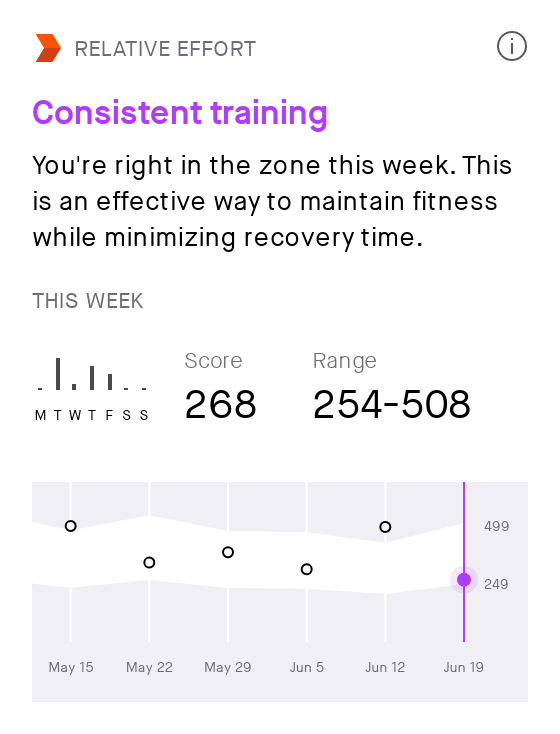 RELATIVE EFFORT
Consistent training
You're right in the zone this week. This
is an effective way to maintain fitness
while minimizing recovery time.
THIS WEEK
Score Range
268 254-508
M T W T F S S
499
249
May 15 May 22 May 29 Jun 5 Jun 12 Jun 19